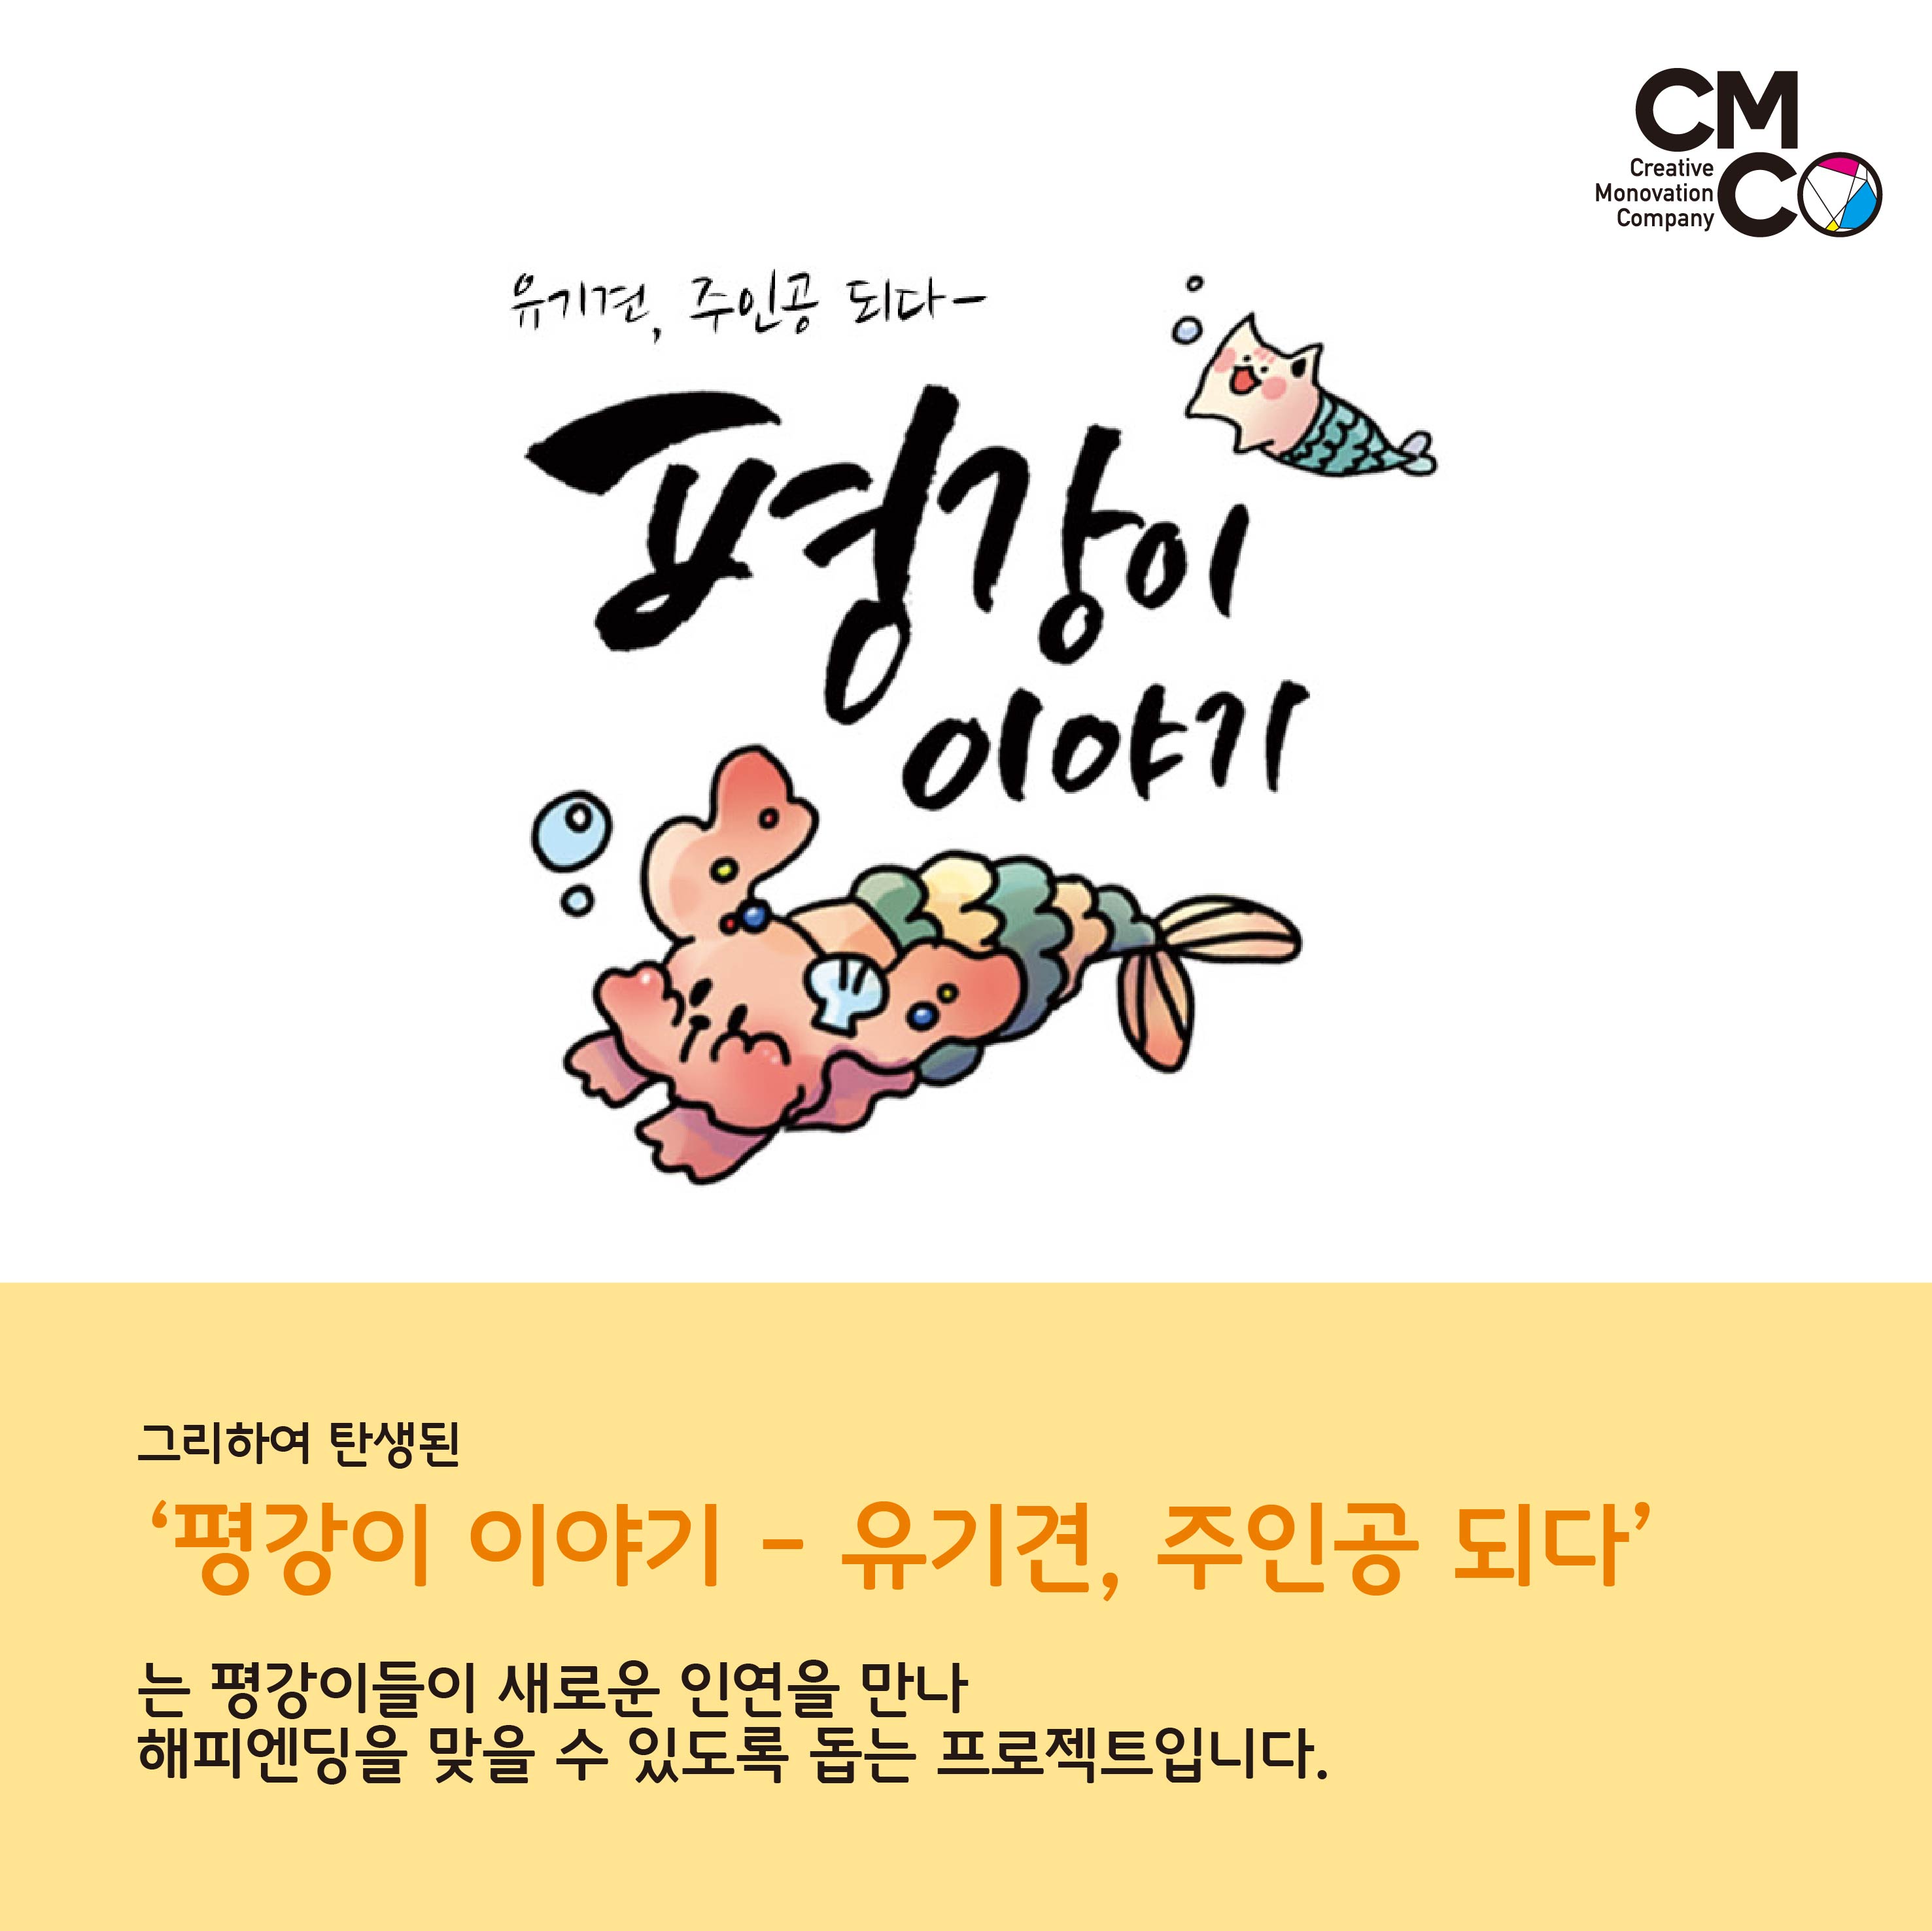 CM
CO
Creative
Monovation
Company
유기견, 주인공 되다-
평강이
이야기
그리하여 탄생된
‘평강이 이야기 - 유기견, 주인공 되다’
는 평강이들이 새로운 인연을 만나
해피엔딩을 맞을 수 있도록 돕는 프로젝트입니다.